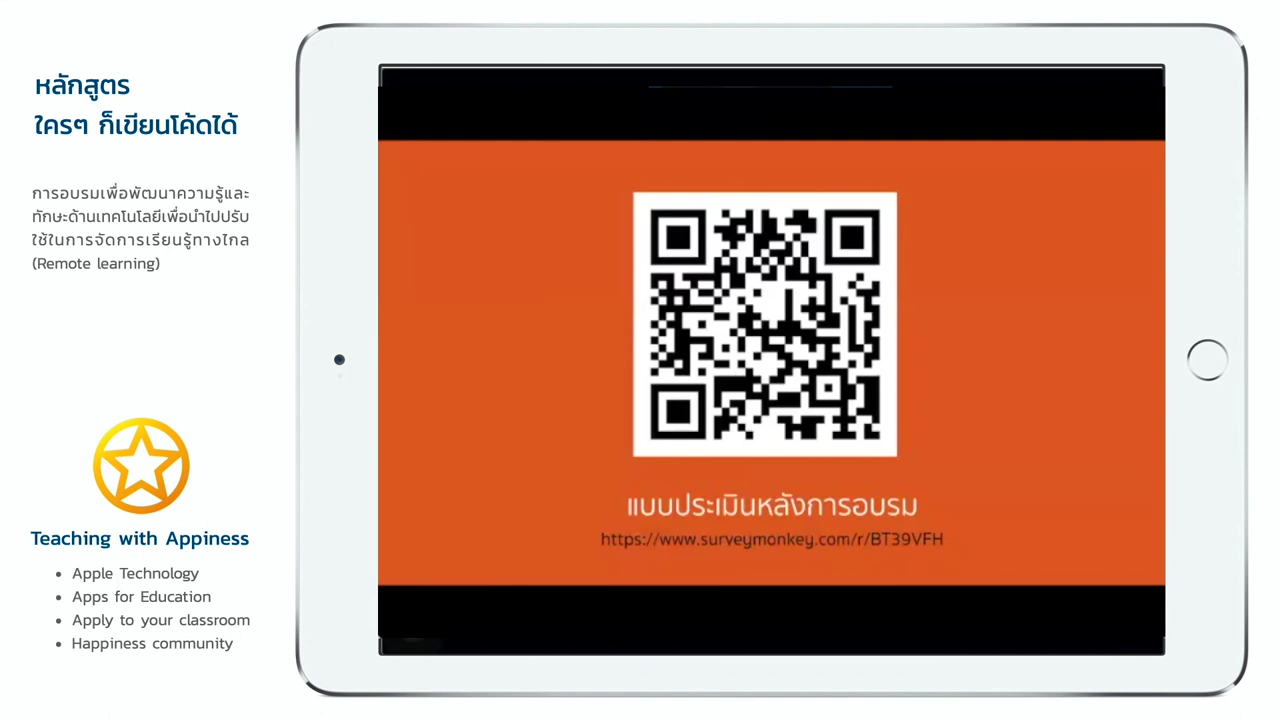 หลักสูตร
ใครๆ ก็เขียนโค้ดได้
การอบรมเพื่อพัฒนาความรู้และ
ทักษะด้านเทคโนโลยีเพื่อนำไปปรับ
ใช้ในการจัดการเรียนรู้ทางไกล
(Remote learning)
Teaching with Appiness
• Apple Technology
• Apps for Education
• Apply to your classroom
• Happiness community
แบบประเมินหลังการอบรม
https://www.surveymonkey.com/r/BT39VFH